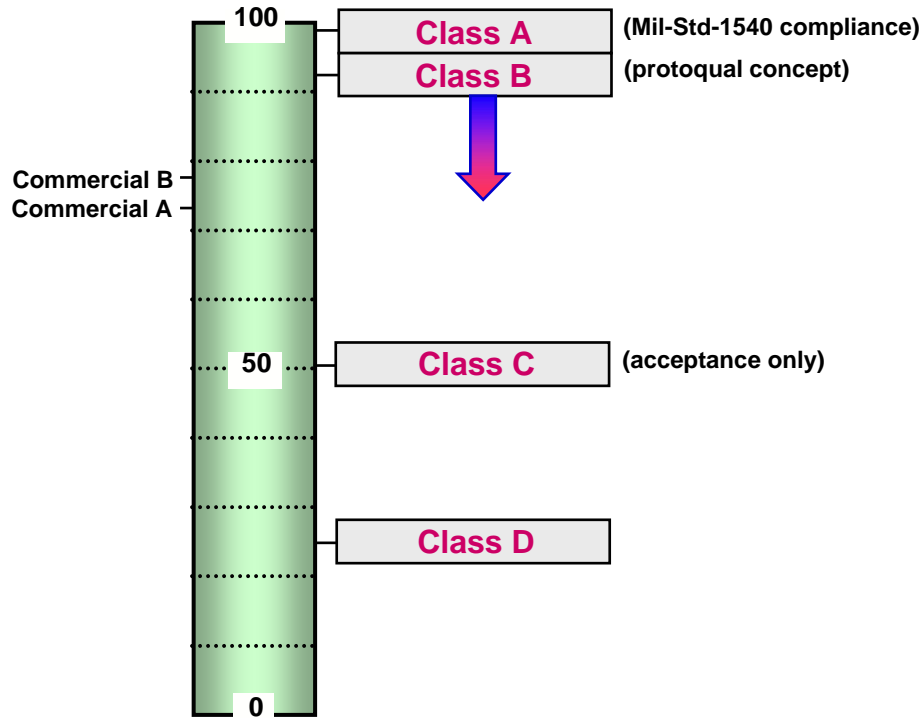 100
Class A
(Mil-Std-1540 compliance)
Class B
(protoqual concept)
Commercial B
Commercial A
50
Class C
(acceptance only)
Class D
0